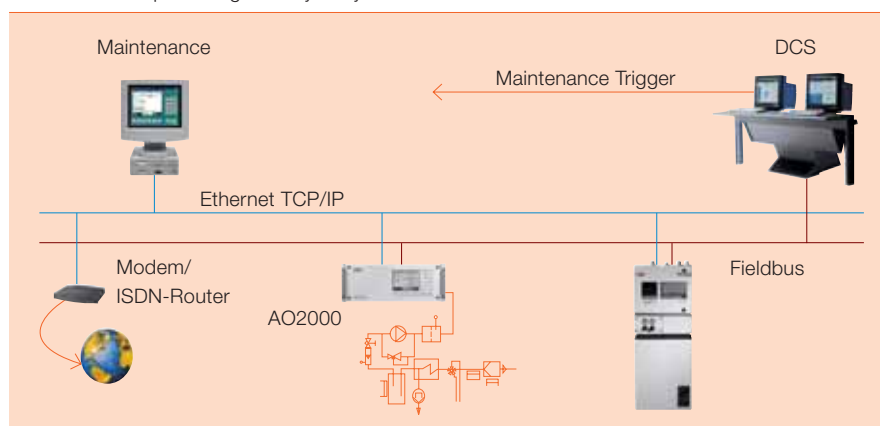 Maintenance
DCS
Maintenance Trigger
Ethernet TCP/IP
Modem/
ISDN-Router
AO2000
Fieldbus